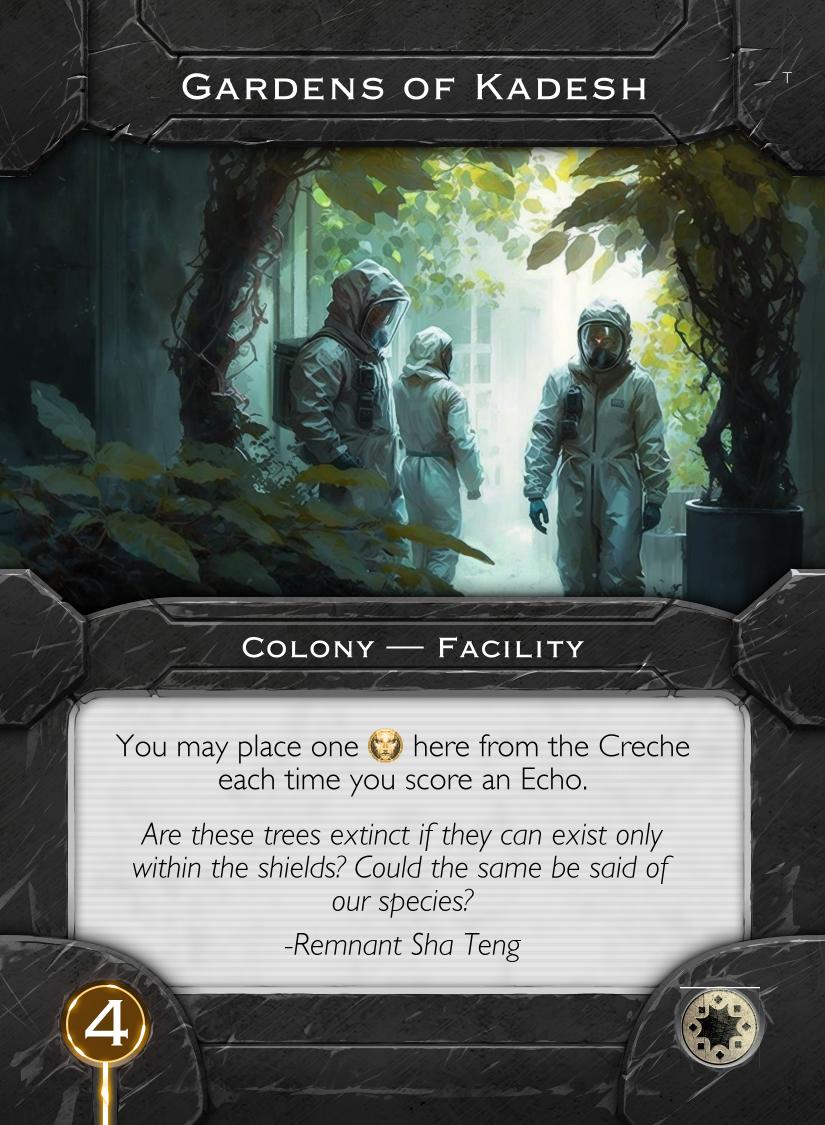 Gardens of Kadesh
T
Colony — Facility
You may place one here from the Creche
each time you score an Echo.
Are these trees extinct if they can exist only
within the shields? Could the same be said of
our species?
-Remnant Sha Teng
4